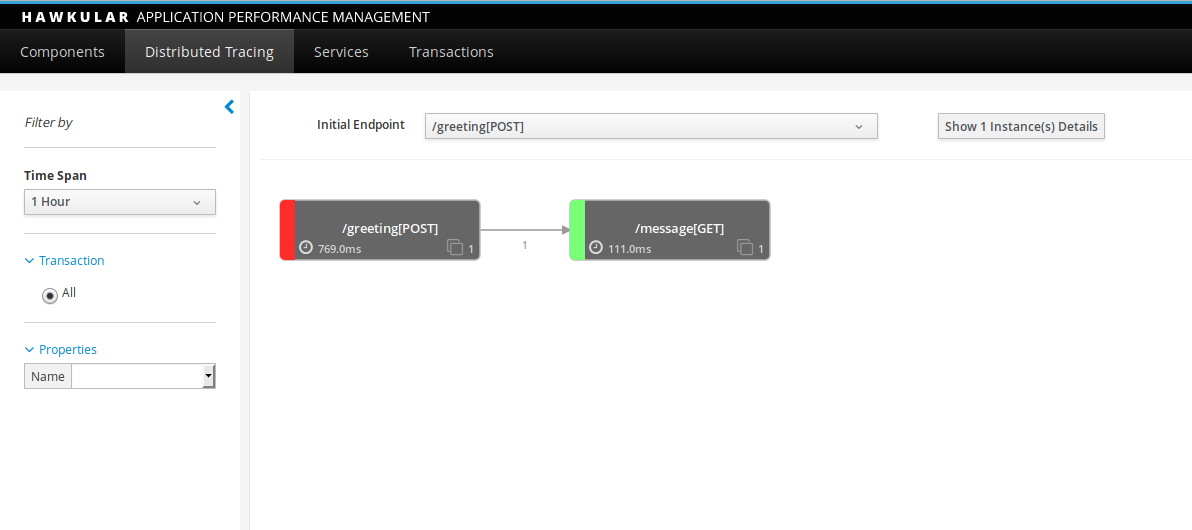 HAWKULAR APPLICATION PERFORMANCE MANAGEMENT
Components Distributed Tracing Services Transactions
Filter by
Time Span
1 Hour
Transaction
All
Properties
Name
Initial Endpoint /greeting[POST] Show 1 Instance(s) Details
/greeting[POST]
769.0ms 1
1
/message[GET]
111.0ms 1